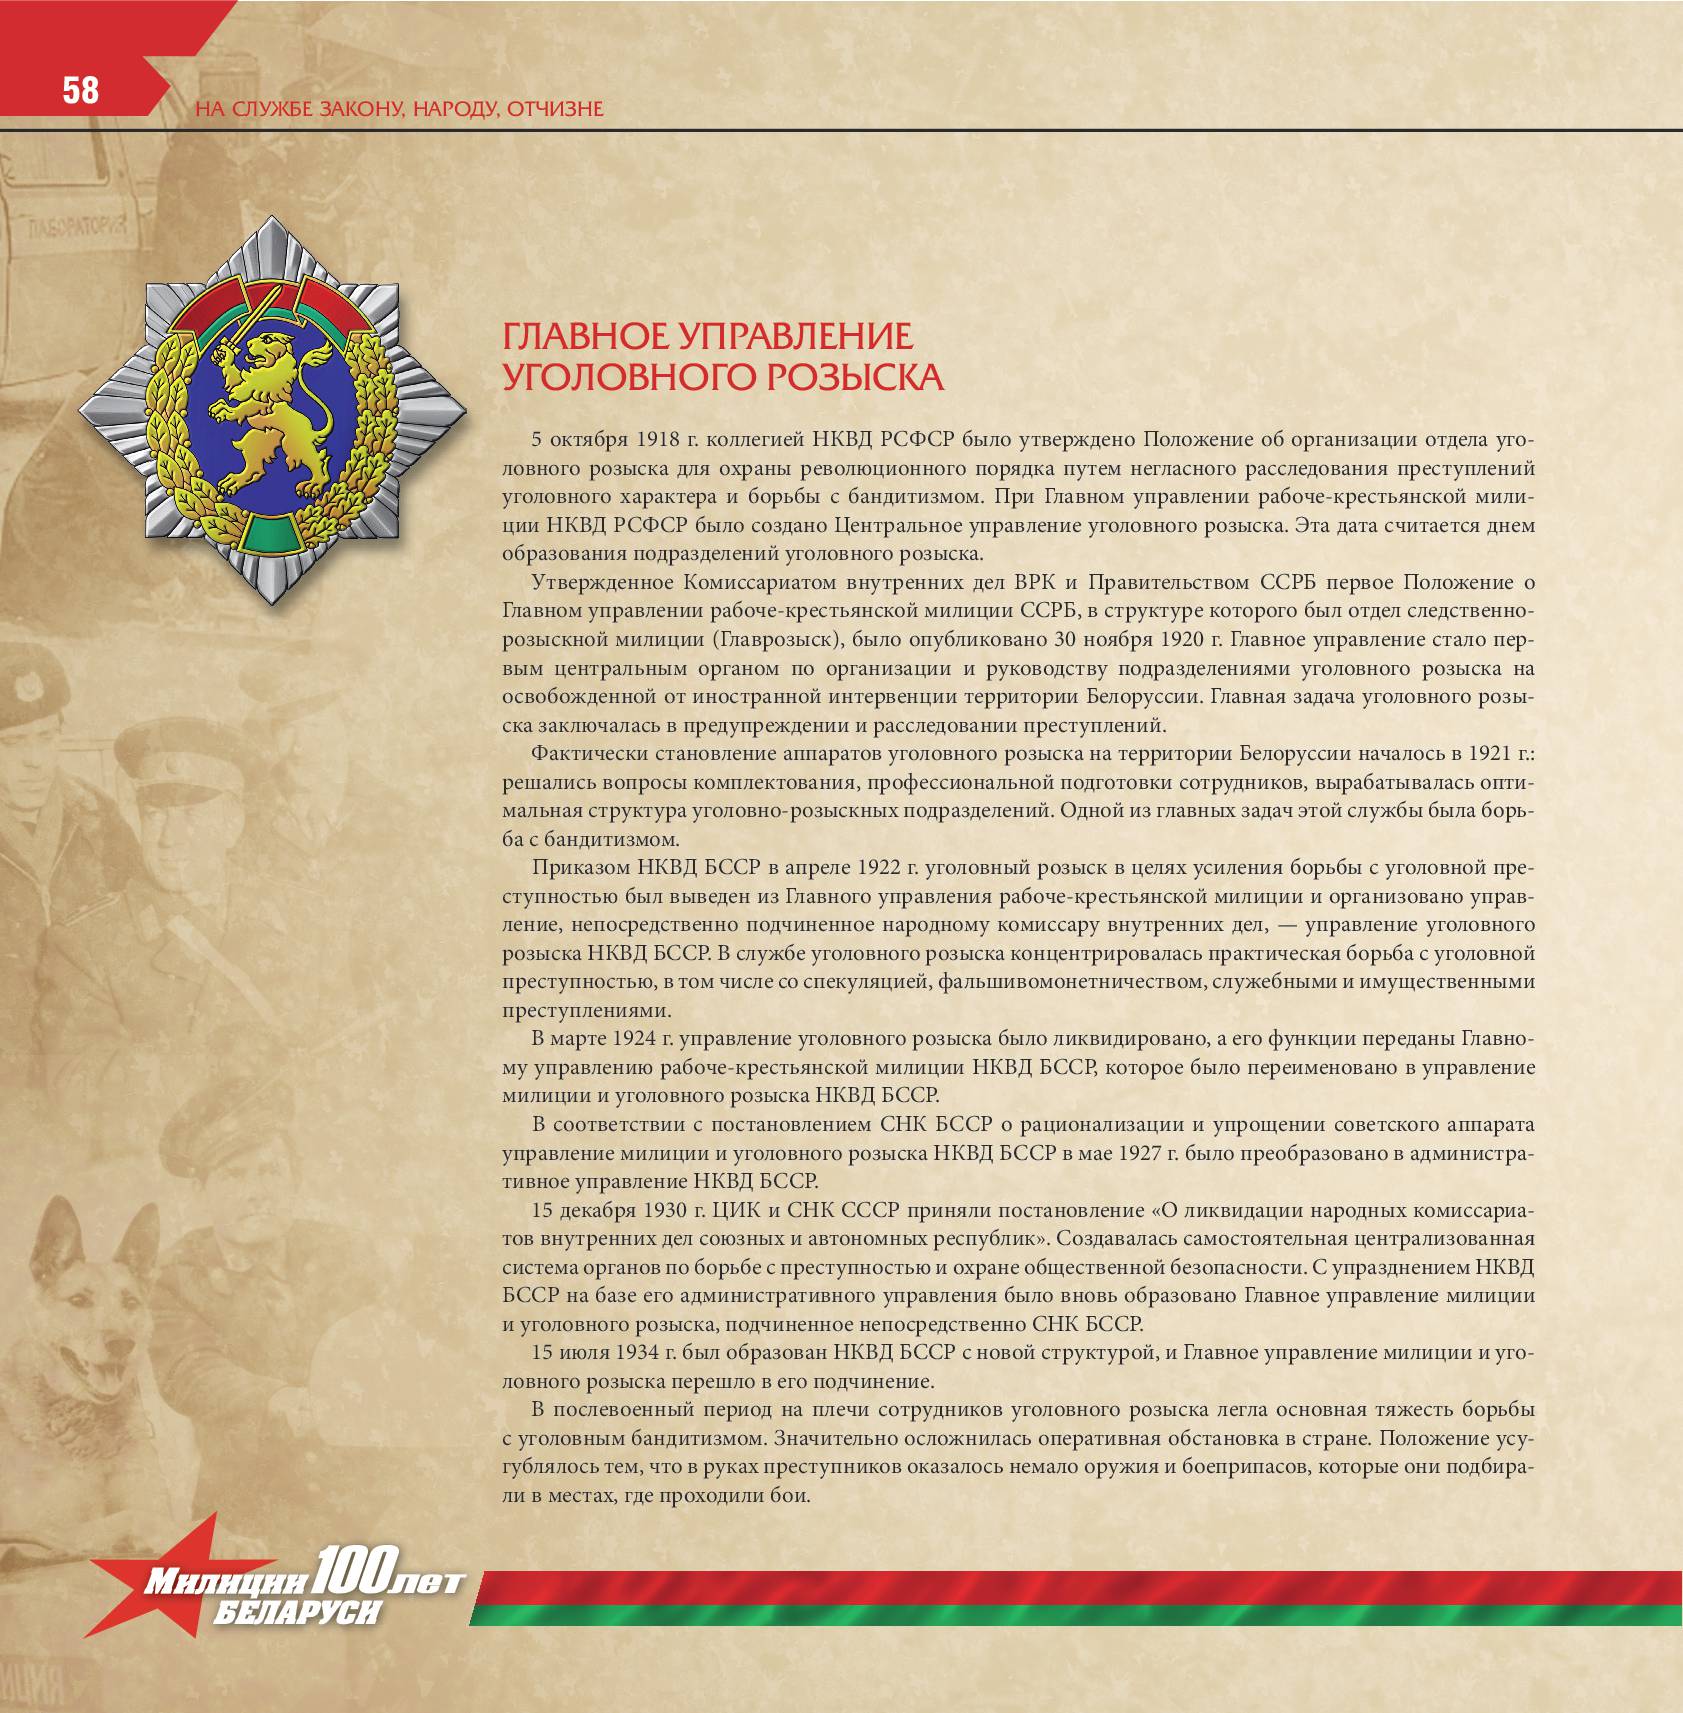 58
НА СЛУЖБЕ ЗАКОНУ, НАРОДУ, ОТЧИЗНЕ
ЛАБОРАТОРИЯ
ГЛАВНОЕ УПРАВЛЕНИЕ
УГОЛОВНОГО РОЗЫСКА
5 октября 1918 г. коллегией НКВД РСФСР было утверждено Положение об организации отдела уго-
ловного розыска для охраны революционного порядка путем негласного расследования преступлений
уголовного характера и борьбы с бандитизмом. При Главном управлении рабоче-крестьянской мили-
ции НКВД РСФСР было создано Центральное управление уголовного розыска. Эта дата считается днем
образования подразделений уголовного розыска.
Утвержденное Комиссариатом внутренних дел ВРК и Правительством ССРБ первое Положение о
Главном управлении рабоче-крестьянской милиции ССРБ, в структуре которого был отдел следственно-
розыскной милиции (Главрозыск), было опубликовано 30 ноября 1920 г. Главное управление стало пер-
вым центральным органом по организации и руководству подразделениями уголовного розыска на
освобожденной от иностранной интервенции территории Белоруссии. Главная задача уголовного розы-
ска заключалась в предупреждении и расследовании преступлений.
Фактически становление аппаратов уголовного розыска на территории Белоруссии началось в 1921 г.:
решались вопросы комплектования, профессиональной подготовки сотрудников, вырабатывалась опти-
мальная структура уголовно-розыскных подразделений. Одной из главных задач этой службы была борь-
ба с бандитизмом.
Приказом НКВД БССР в апреле 1922 г. уголовный розыск в целях усиления борьбы с уголовной пре-
ступностью был выведен из Главного управления рабоче-крестьянской милиции и организовано управ-
ление, непосредственно подчиненное народному комиссару внутренних дел, — управление уголовного
розыска НКВД БССР. В службе уголовного розыска концентрировалась практическая борьба с уголовной
преступностью, в том числе со спекуляцией, фальшивомонетничеством, служебными и имущественными
преступлениями.
В марте 1924 г. управление уголовного розыска было ликвидировано, а его функции переданы Главно-
му управлению рабоче-крестьянской милиции НКВД БССР, которое было переименовано в управление
милиции и уголовного розыска НКВД БССР.
В соответствии с постановлением СНК БССР о рационализации и упрощении советского аппарата
управление милиции и уголовного розыска НКВД БССР в мае 1927 г. было преобразовано в администра-
тивное управление НКВД БССР.
15 декабря 1930 г. ЦИК и СНК СССР приняли постановление «О ликвидации народных комиссариа-
тов внутренних дел союзных и автономных республик». Создавалась самостоятельная централизованная
система органов по борьбе с преступностью и охране общественной безопасности. С упразднением НКВД
БССР на базе его административного управления было вновь образовано Главное управление милиции
и уголовного розыска, подчиненное непосредственно СНК БССР.
15 июля 1934 г. был образован НКВД БССР с новой структурой, и Главное управление милиции и уго-
ловного розыска перешло в его подчинение.
В послевоенный период на плечи сотрудников уголовного розыска легла основная тяжесть борьбы
с уголовным бандитизмом. Значительно осложнилась оперативная обстановка в стране. Положение усу-
гублялось тем, что в руках преступников оказалось немало оружия и боеприпасов, которые они подбира-
ли в местах, где проходили бои.
Милиции 100 лет
БЕЛАРУСИ